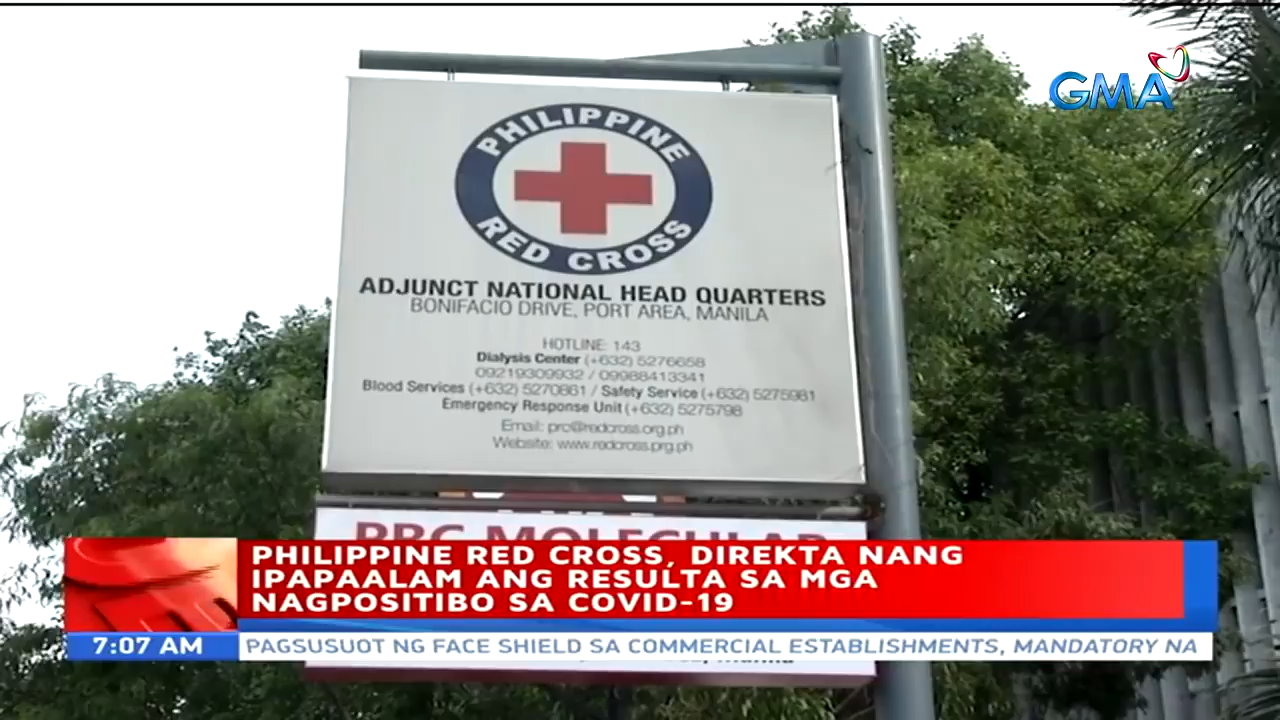 GMA
PHILIPPINE
RED CROSS
ADJUNCT NATIONAL HEAD QUARTERS
BONIFACIO DRIVE, PORT AREA, MANILA
HOTLINE: 143
Dialysis Center (+632) 5276658
09219309932 / 09988413341
Blood Services (+632) 5270861 / Safety Service (+632) 5275981
Emergency Response Unit (+632) 5275798
Email: prc@redcross.org.ph
Website: www.redcross.prg.ph
PRC MOLECULAR
PHILIPPINE RED CROSS, DIREKTA NANG
IPAPAALAM ANG RESULTA SA MGA
NAGPOSITIBO SA COVID-19
7:07 AM
PAGSUSUOT NG FACE SHIELD SA COMMERCIAL ESTABLISHMENTS, MANDATORY NA